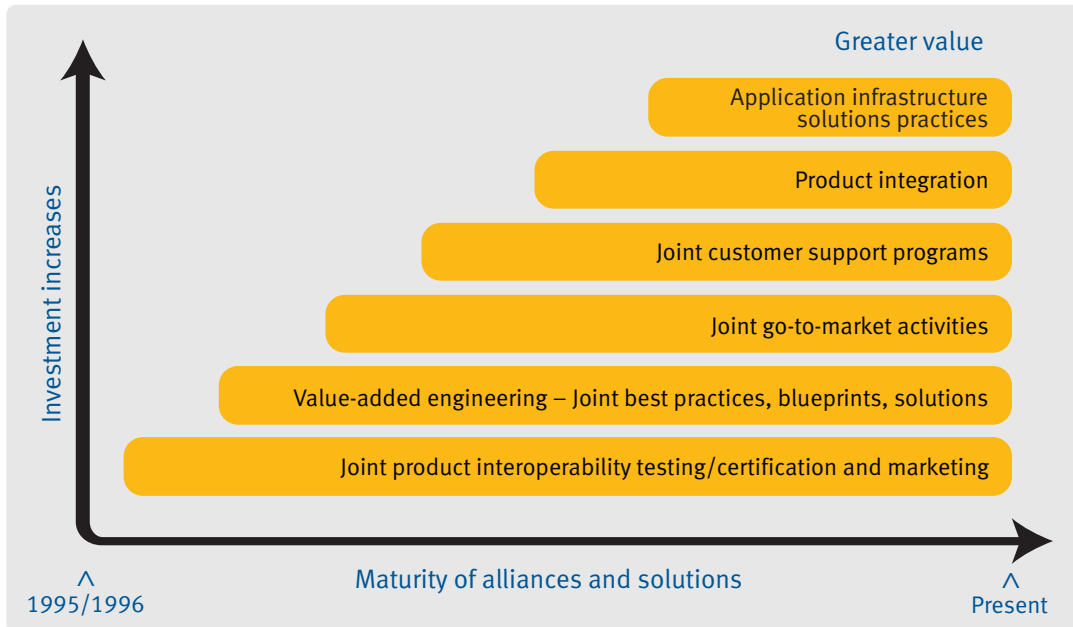 Greater value
Application infrastructure
solutions practices
Product integration
Joint customer support programs
Joint go-to-market activities
Value-added engineering – Joint best practices, blueprints, solutions
Joint product interoperability testing/certification and marketing
Investment increases
Maturity of alliances and solutions
^
1995/1996
^
Present